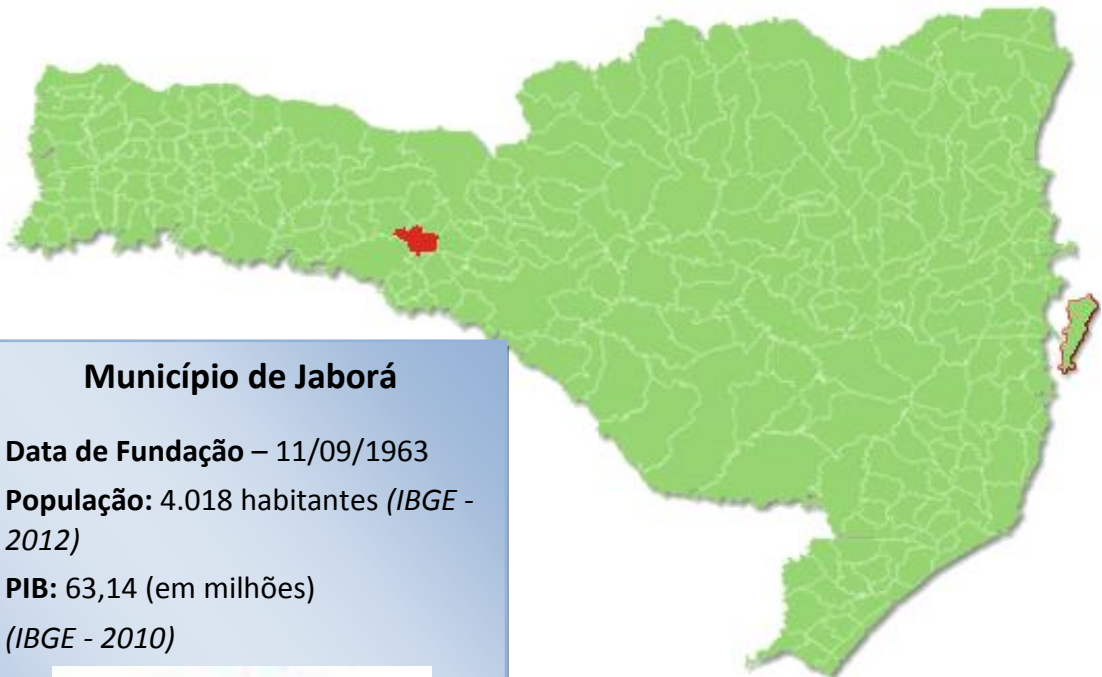 Município de Jaborá
Data de Fundação – 11/09/1963
População: 4.018 habitantes (IBGE -
2012)
PIB: 63,14 (em milhões)
(IBGE - 2010)